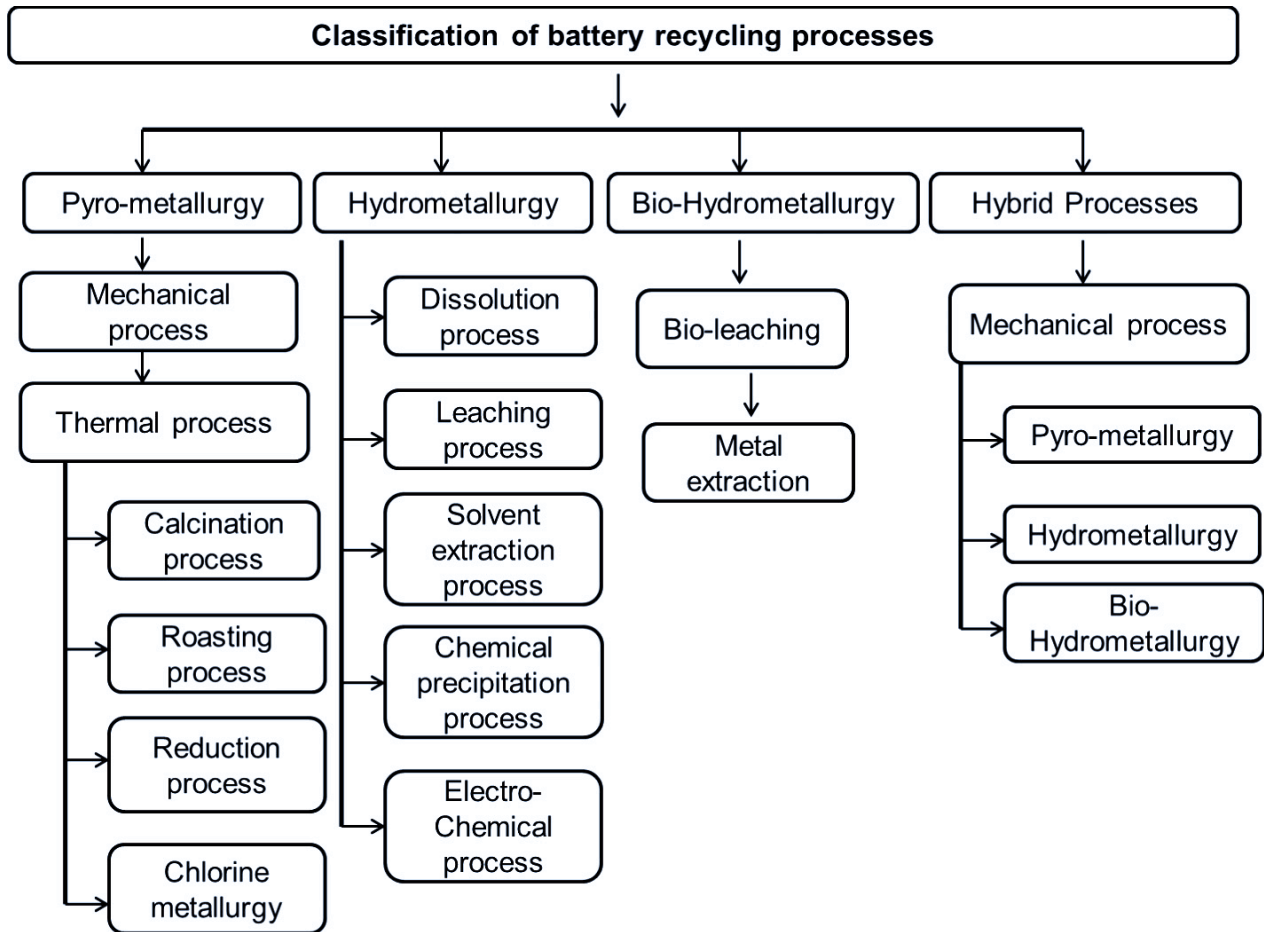 Classification of battery recycling processes
Pyro-metallurgy
Hydrometallurgy
Bio-Hydrometallurgy
Hybrid Processes
Mechanical
process
Thermal process
Calcination
process
Roasting
process
Reduction
process
Chlorine
metallurgy
Dissolution
process
Leaching
process
Solvent
extraction
process
Chemical
precipitation
process
Electro-
Chemical
process
Bio-leaching
Metal
extraction
Mechanical process
Pyro-metallurgy
Hydrometallurgy
Bio-
Hydrometallurgy